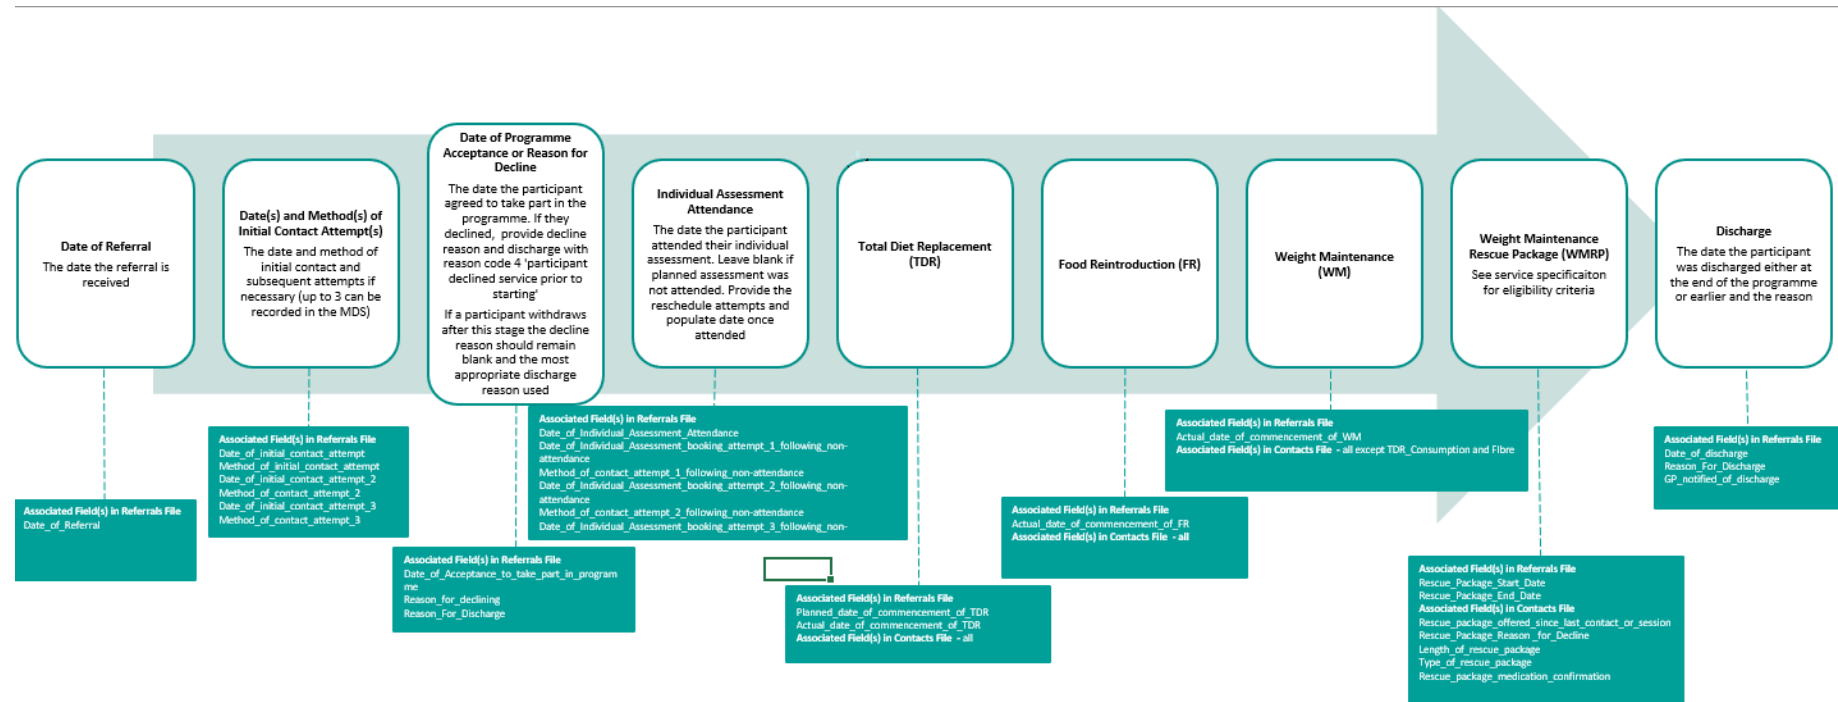 Date of Referral
The date the referral is
received
Date(s) and Method(s) of
Initial Contact Attempt(s)
The date and method of
initial contact and
subsequent attempts if
necessary (up to 3 can be
recorded in the MDS)
Date of Programme
Acceptance or Reason for
Decline
The date the participant
agreed to take part in the
programme. If they
declined, provide decline
reason and discharge with
reason code 4 'participant
declined service prior to
starting'
If a participant withdraws
after this stage the decline
reason should remain
blank and the most
appropriate discharge
reason used
Individual Assessment
Attendance
The date the participant
attended their individual
assessment. Leave blank if
planned assessment was
not attended. Provide the
reschedule attempts and
populate date once
attended
Total Diet Replacement
(TDR)
Food Reintroduction (FR)
Weight Maintenance
(WM)
Weight Maintenance
Rescue Package (WMRP)
See service specificaiton
for eligibility criteria
Discharge
The date the participant
was discharged either at
the end of the programme
or earlier and the reason
Associated Field(s) in Referrals File
Date_of_Referral
Associated Field(s) in Referrals File
Date_of_initial_contact_attempt
Method_of_initial_contact_attempt
Date_of_initial_contact_attempt_2
Method_of_contact_attempt_2
Date_of_initial_contact_attempt_3
Method_of_contact_attempt_3
Associated Field(s) in Referrals File
Date_of_Acceptance_to_take_part_in_program
me
Reason_for_declining
Reason_For_Discharge
Associated Field(s) in Referrals File
Date_of_Individual_Assessment_Attendance
Date_of_Individual_Assessment_booking_attempt_1_following_non-
attendance
Method_of_contact_attempt_1_following_non-attendance
Date_of_Individual_Assessment_booking_attempt_2_following_non-
attendance
Method_of_contact_attempt_2_following_non-attendance
Date_of_Individual_Assessment_booking_attempt_3_following_non-
Associated Field(s) in Referrals File
Planned_date_of_commencement_of_TDR
Actual_date_of_commencement_of_TDR
Associated Field(s) in Contacts File - all
Associated Field(s) in Referrals File
Actual_date_of_commencement_of_FR
Associated Field(s) in Contacts File - all
Associated Field(s) in Referrals File
Actual_date_of_commencement_of_WM
Associated Field(s) in Contacts File - all except TDR_Consumption and Fibre
Associated Field(s) in Referrals File
Rescue_Package_Start_Date
Rescue_Package_End_Date
Associated Field(s) in Contacts File
Rescue_package_offered_since_last_contact_or_session
Rescue_Package_Reason_for_Decline
Length_of_rescue_package
Type_of_rescue_package
Rescue_package_medication_confirmation
Associated Field(s) in Referrals File
Date_of_discharge
Reason_For_Discharge
GP_notified_of_discharge